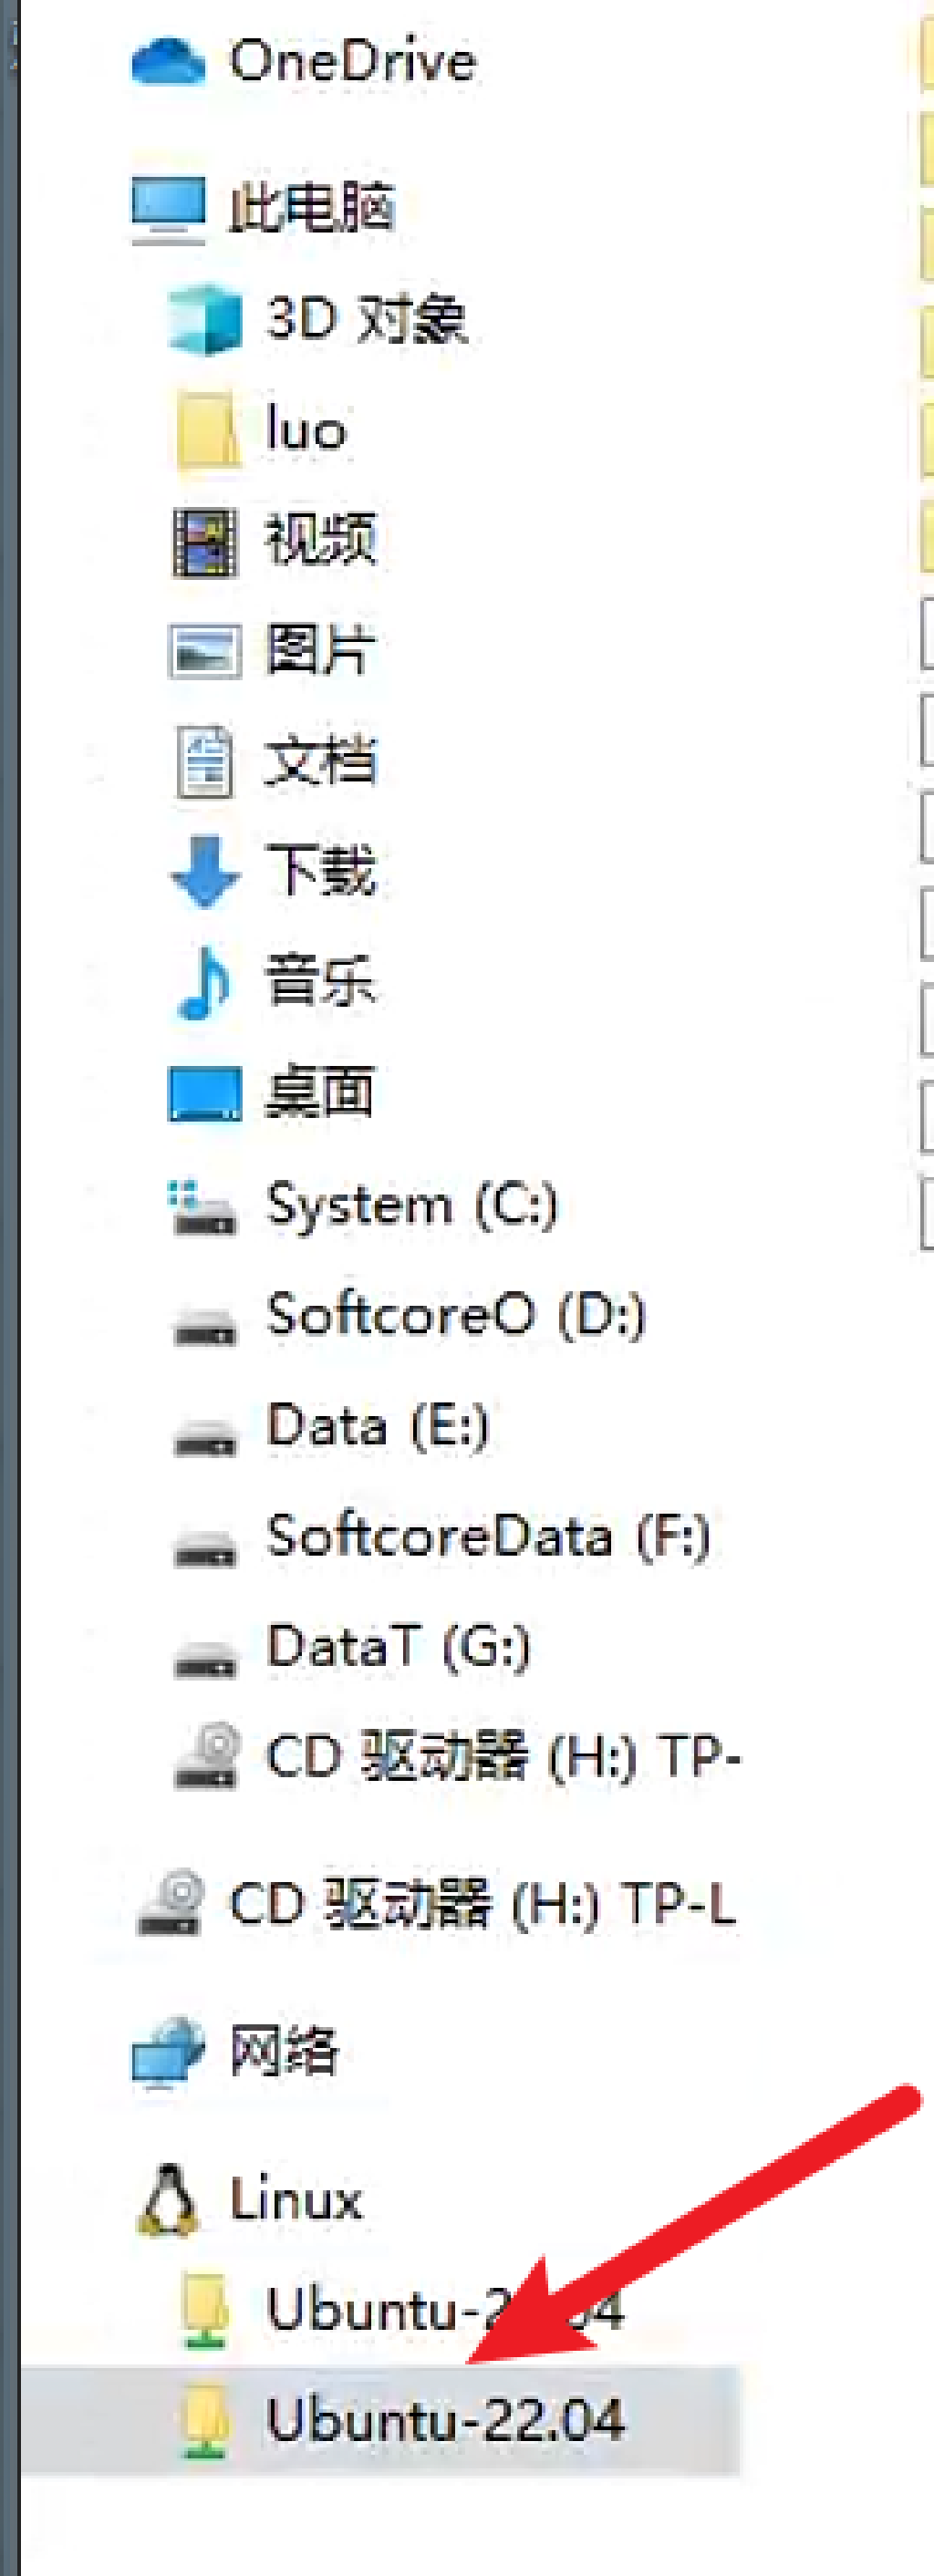 OneDrive
此电脑
3D 对象
luo
视频
图片
文档
下载
音乐
桌面
System (C:)
SoftcoreO (D:)
Data (E:)
SoftcoreData (F:)
DataT (G:)
CD 驱动器 (H:) TP-
CD 驱动器 (H:) TP-L
网络
Linux
Ubuntu-2 04
Ubuntu-22.04